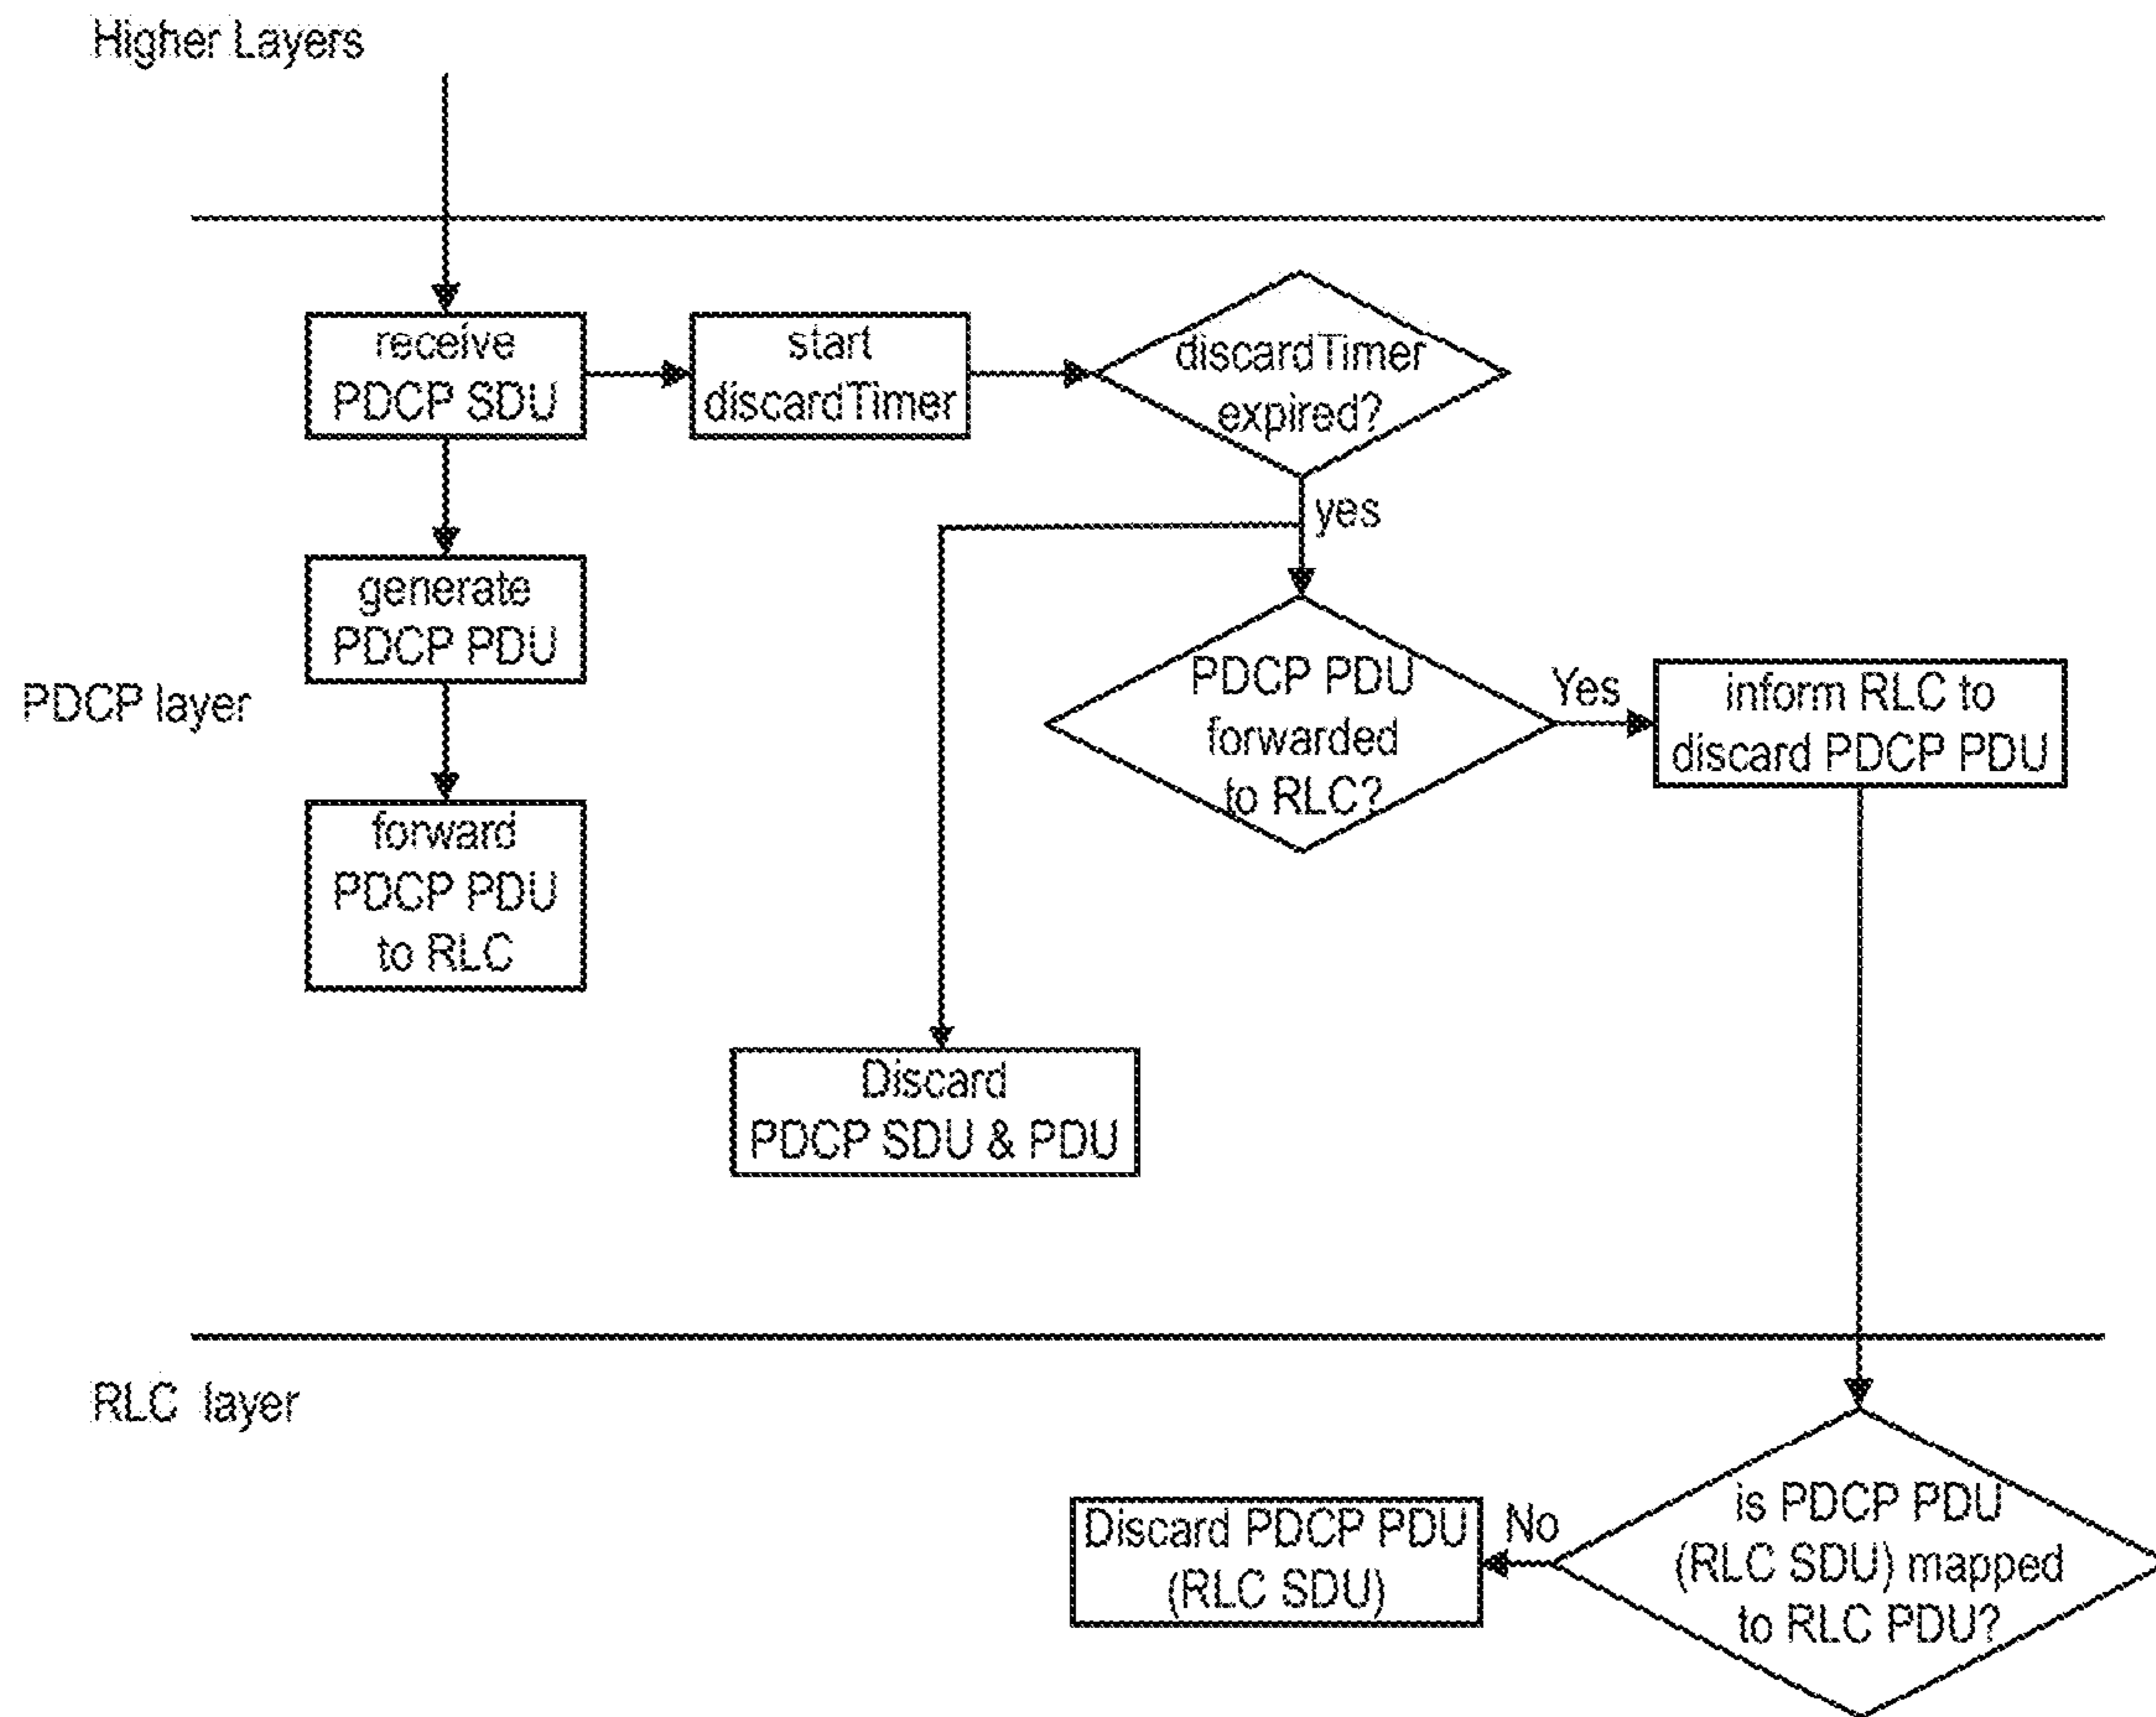 Higher Layers
receive
PDCP SDU
start
discardTimer
discardTimer
expired?
yes
generate
PDCP PDU
PDCP PDU
forwarded
to RLC?
Yes
inform RLC to
discard PDCP PDU
PDCP layer
forward
PDCP PDU
to RLC
Discard
PDCP SDU & PDU
RLC layer
is PDCP PDU
(RLC SDU) mapped
to RLC PDU?
No
Discard PDCP PDU
(RLC SDU)